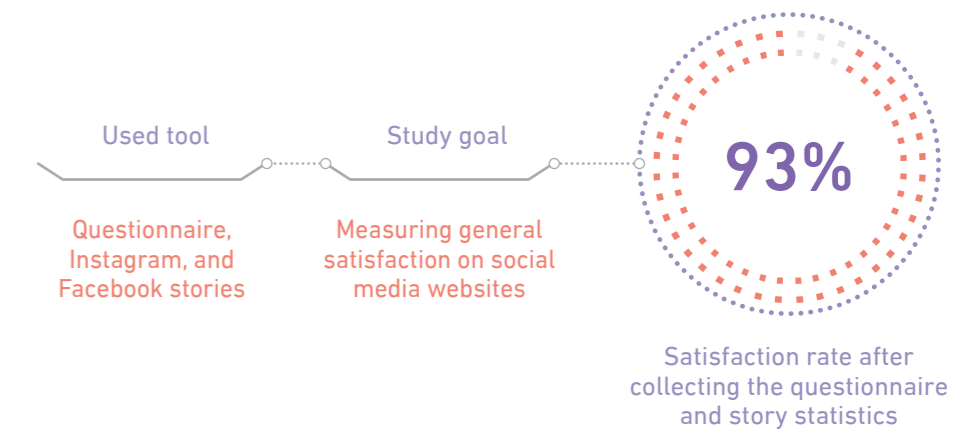 Used tool
Questionnaire,
Instagram, and
Facebook stories
Study goal
Measuring general
satisfaction on social
media websites
93%
Satisfaction rate after
collecting the questionnaire
and story statistics